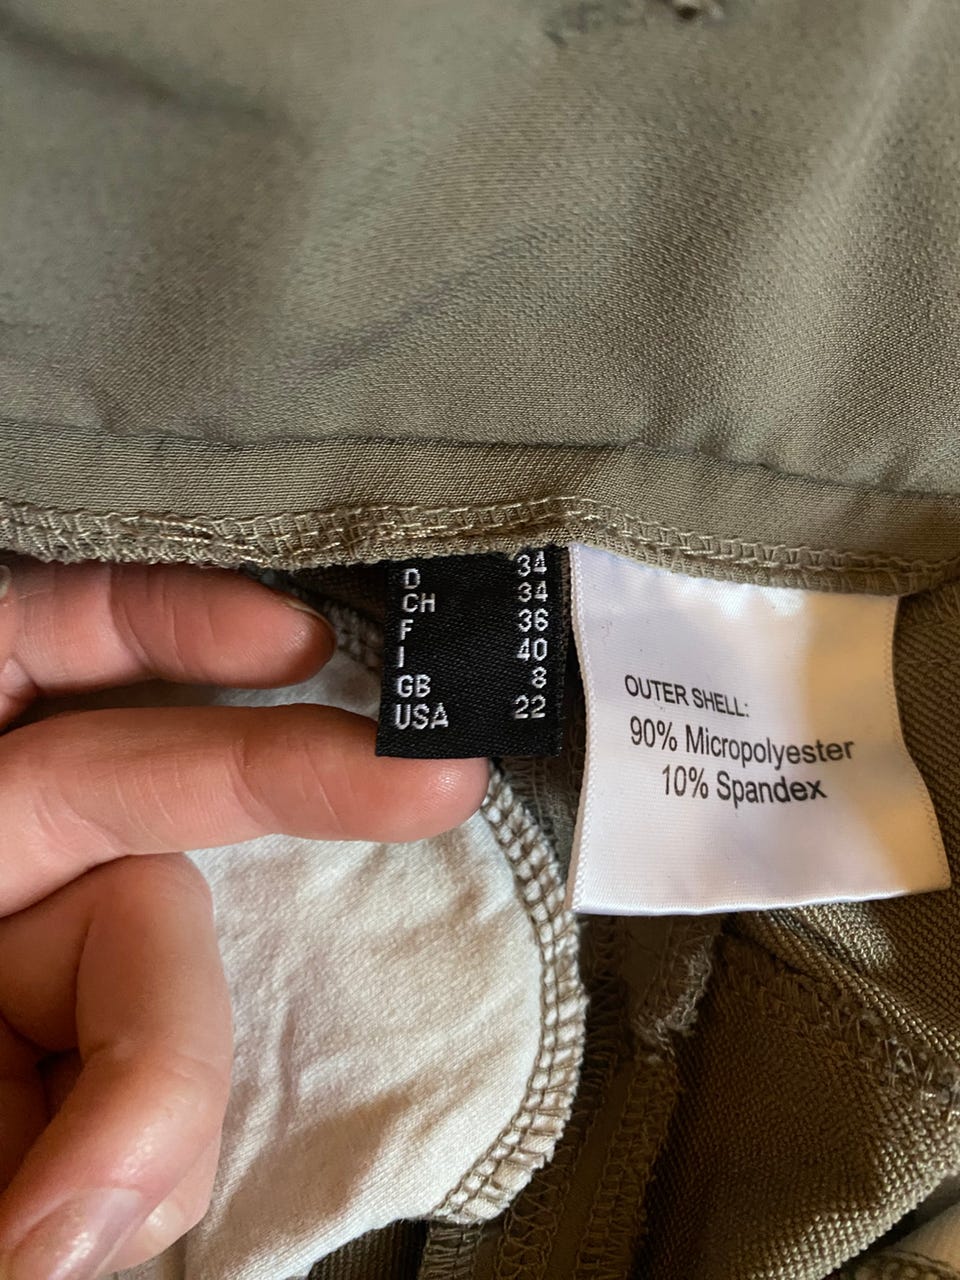 D 34
CH 34
F 36
I 40
GB 8
USA 22
OUTER SHELL:
90% Micropolyester
10% Spandex